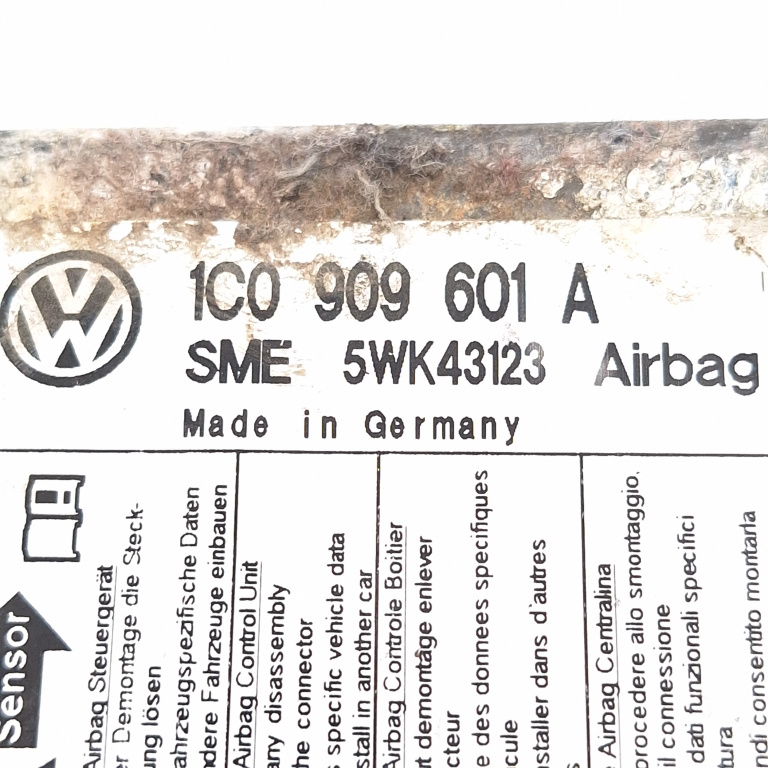 1C0 909 601 A
SME 5WK43123 Airbag
Made in Germany
Sensor
Airbag Steuergerät
Demontage die Steck-
lösen
ahrzeugspezifische Daten
dere Fahrzeuge einbauen
Airbag Control Unit
any disassembly
he connector
specific vehicle data
stall in another car
Airbag Controle Boitier
t demontage enlever
cteur
e des donnees specifiques
cule
staller dans d'autres
Airbag Centralina
procedere allo smontaggio.
il connessione
dati funzionali specifici
tura
ndi consentito montarla